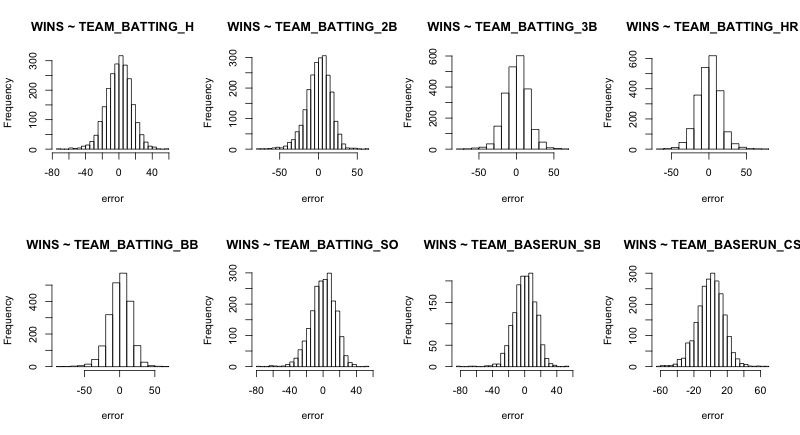 WINS ~ TEAM_BATTING_H
Frequency
0 100 200 300
-80 -40 0 40
error
WINS ~ TEAM_BATTING_2B
Frequency
0 100 200 300
-50 0 50
error
WINS ~ TEAM_BATTING_3B
Frequency
0 200 400 600
-50 0 50
error
WINS ~ TEAM_BATTING_HR
Frequency
0 200 400 600
-50 0 50
error
WINS ~ TEAM_BATTING_BB
Frequency
0 200 400
-50 0 50
error
WINS ~ TEAM_BATTING_SO
Frequency
0 100 200 300
-80 -40 0 40
error
WINS ~ TEAM_BASERUN_SB
Frequency
0 50 150
-80 -40 0 40
error
WINS ~ TEAM_BASERUN_CS
Frequency
0 100 200 300
-60 -20 20 60
error